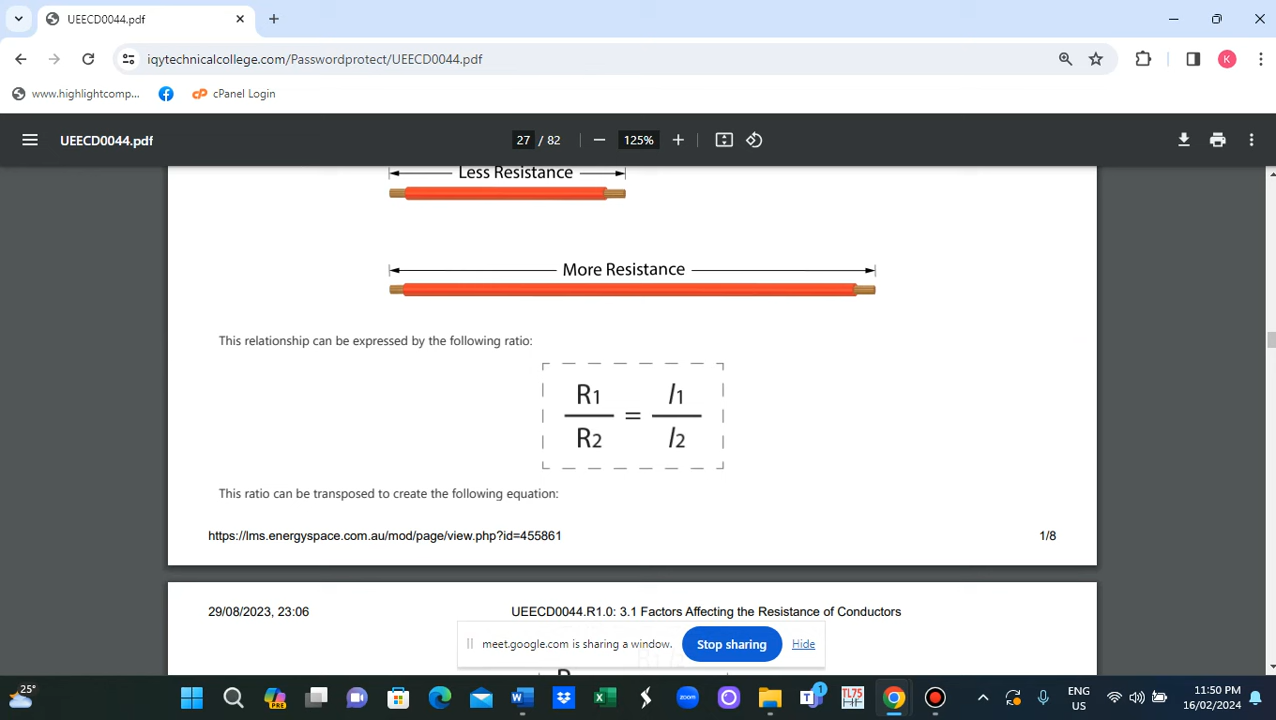 UEECD0044.pdf
iqytechnicalcollege.com/Passwordprotect/UEECD0044.pdf
K
www.highlightcomp...
cPanel Login
UEECD0044.pdf
27 / 82
125%
Less Resistance
More Resistance
This relationship can be expressed by the following ratio:
R1 / R2 = l1 / l2
This ratio can be transposed to create the following equation:
https://lms.energyspace.com.au/mod/page/view.php?id=455861 1/8
29/08/2023, 23:06 UEECD0044.R1.0: 3.1 Factors Affecting the Resistance of Conductors
meet.google.com is sharing a window. Stop sharing Hide
25°
PRE
zoom
1
TL75
ENG
US
11:50 PM
16/02/2024